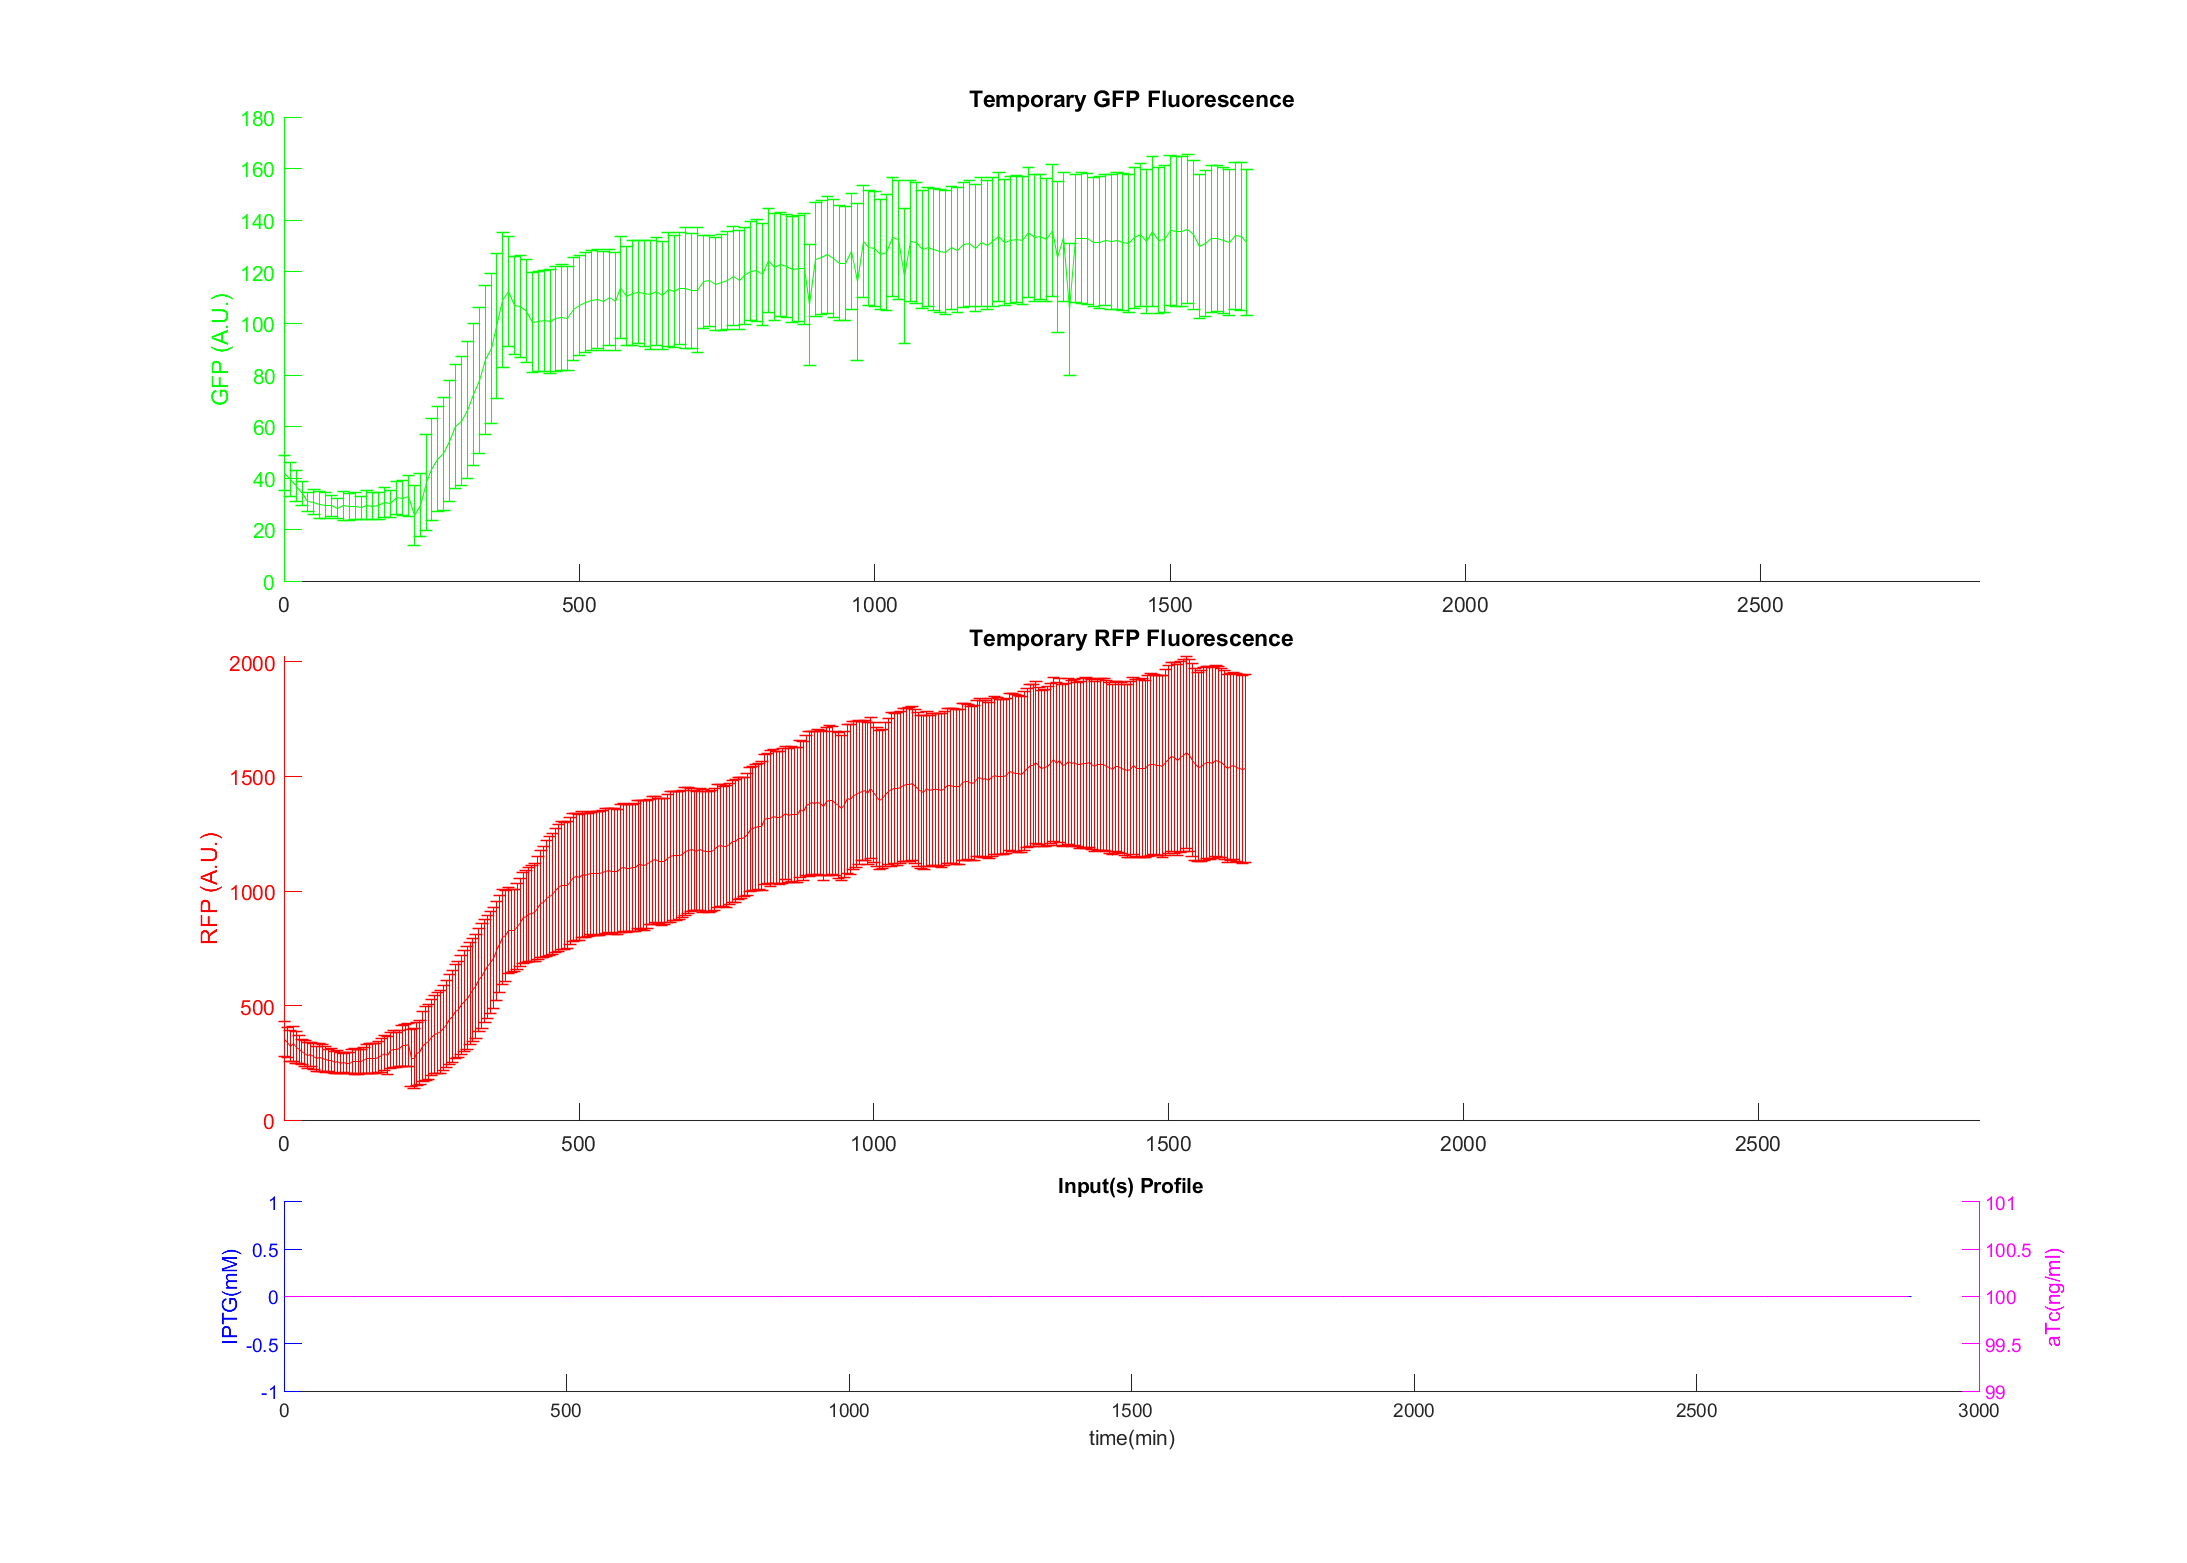 Temporary GFP Fluorescence
180
160
140
120
100
80
60
40
20
0
GFP (A.U.)
0 500 1000 1500 2000 2500
Temporary RFP Fluorescence
2000
1500
1000
500
0
RFP (A.U.)
0 500 1000 1500 2000 2500
Input(s) Profile
1
0.5
0
-0.5
-1
IPTG(mM)
101
100.5
100
99.5
99
aTc(ng/ml)
0 500 1000 1500 2000 2500 3000
time(min)